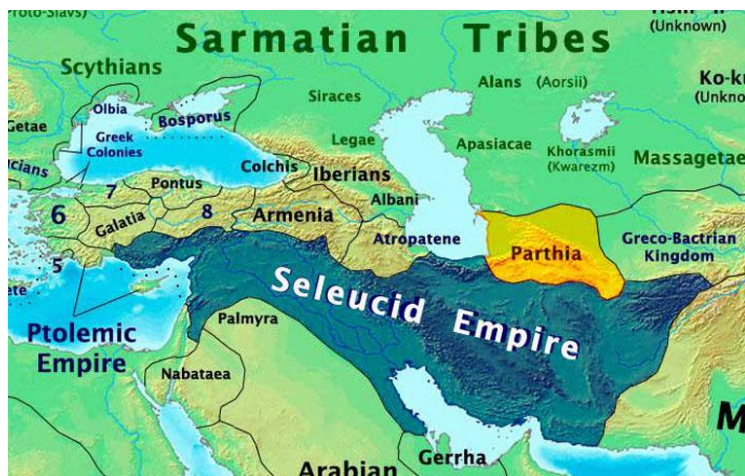 Proto-Slavs
(Unknown)
Sarmatian Tribes
Scythians
Alans (Aorsii)
Olbia
Siraces
Bosporus
Getae
Greek
Colonies
Legae
Apasiacae
Khorasmii
(Kwarezm)
Massagetae
Colchis
Iberians
7
Pontus
6
Galatia
8
Armenia
Albani
Atropatene
Parthia
Greco-Bactrian
Kingdom
5
Seleucid Empire
Ptolemic
Empire
Palmyra
Nabataea
Gerrha
Arabian
M